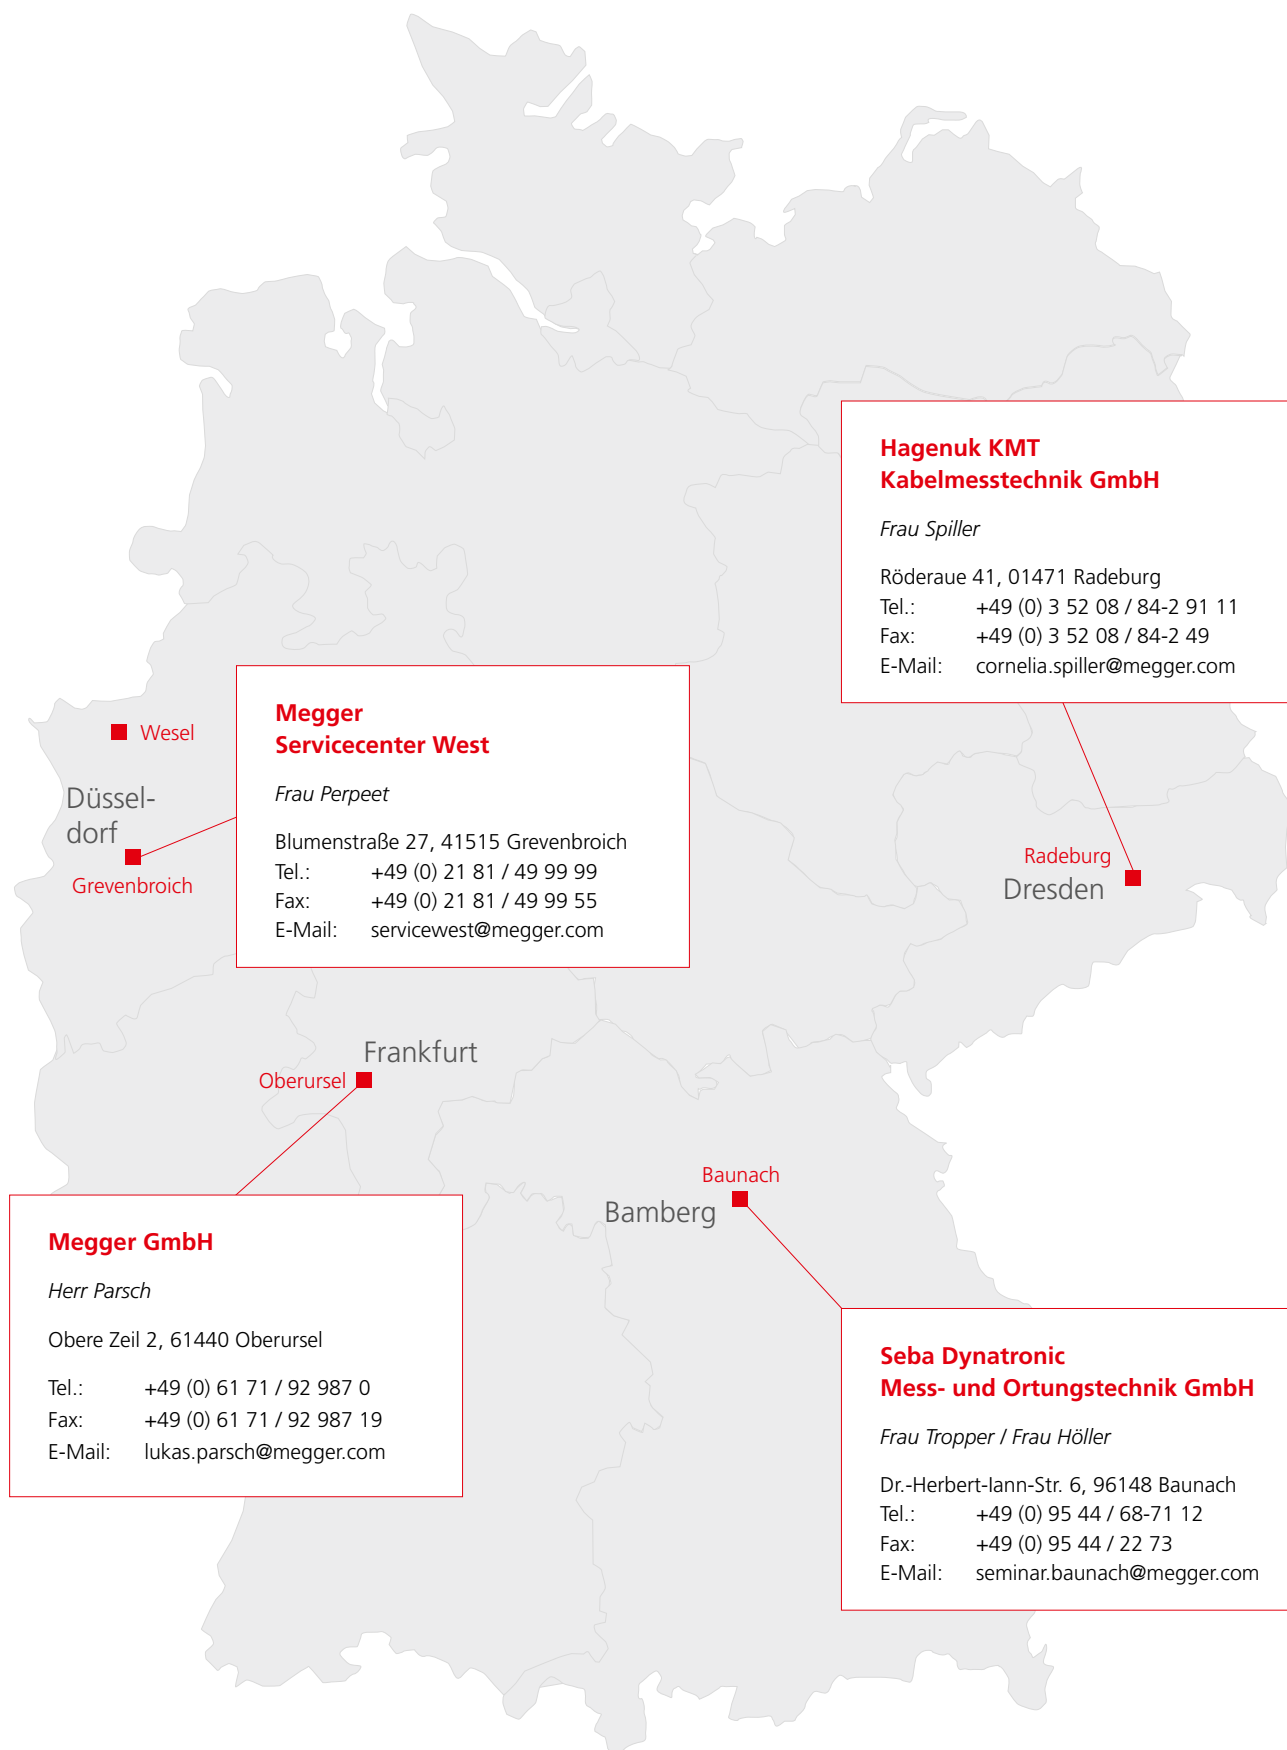 Hagenuk KMT
Kabelmesstechnik GmbH
Frau Spiller
Röderaue 41, 01471 Radeburg
Tel.: +49 (0) 3 52 08 / 84-2 91 11
Fax: +49 (0) 3 52 08 / 84-2 49
E-Mail: cornelia.spiller@megger.com
Wesel
Düssel-
dorf
Grevenbroich
Megger
Servicecenter West
Frau Perpeet
Blumenstraße 27, 41515 Grevenbroich
Tel.: +49 (0) 21 81 / 49 99 99
Fax: +49 (0) 21 81 / 49 99 55
E-Mail: servicewest@megger.com
Radeburg
Dresden
Frankfurt
Oberursel
Baunach
Bamberg
Megger GmbH
Herr Parsch
Obere Zeil 2, 61440 Oberursel
Tel.: +49 (0) 61 71 / 92 987 0
Fax: +49 (0) 61 71 / 92 987 19
E-Mail: lukas.parsch@megger.com
Seba Dynatronic
Mess- und Ortungstechnik GmbH
Frau Tropper / Frau Höller
Dr.-Herbert-Iann-Str. 6, 96148 Baunach
Tel.: +49 (0) 95 44 / 68-71 12
Fax: +49 (0) 95 44 / 22 73
E-Mail: seminar.baunach@megger.com